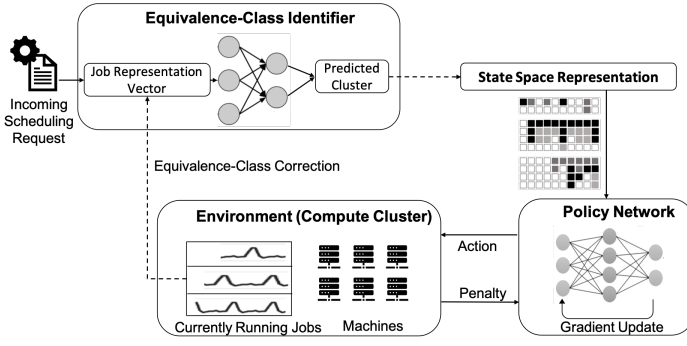 Equivalence-Class Identifier
Incoming
Scheduling
Request
Job Representation
Vector
Predicted
Cluster
State Space Representation
Equivalence-Class Correction
Environment (Compute Cluster)
Currently Running Jobs
Machines
Action
Penalty
Policy Network
Gradient Update